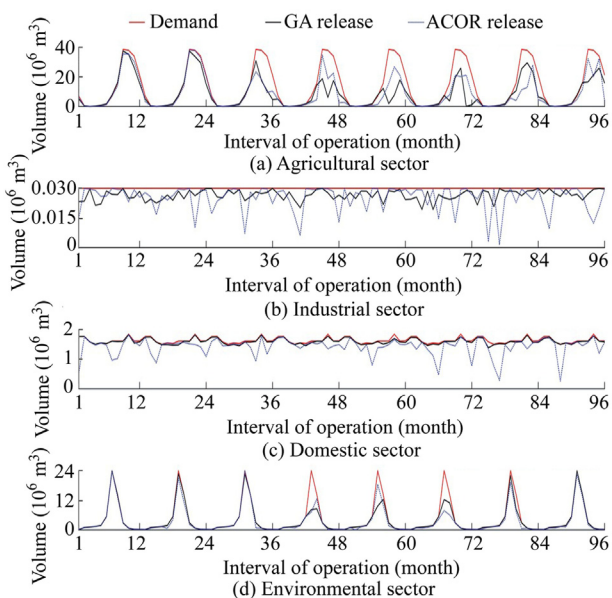 Demand GA release ACOR release
Volume (10⁶ m³)
40
20
0
1 12 24 36 48 60 72 84 96
Interval of operation (month)
(a) Agricultural sector
Volume (10⁶ m³)
0.030
0.015
0
1 12 24 36 48 60 72 84 96
Interval of operation (month)
(b) Industrial sector
Volume (10⁶ m³)
2
1
0
1 12 24 36 48 60 72 84 96
Interval of operation (month)
(c) Domestic sector
Volume (10⁶ m³)
24
12
0
1 12 24 36 48 60 72 84 96
Interval of operation (month)
(d) Environmental sector